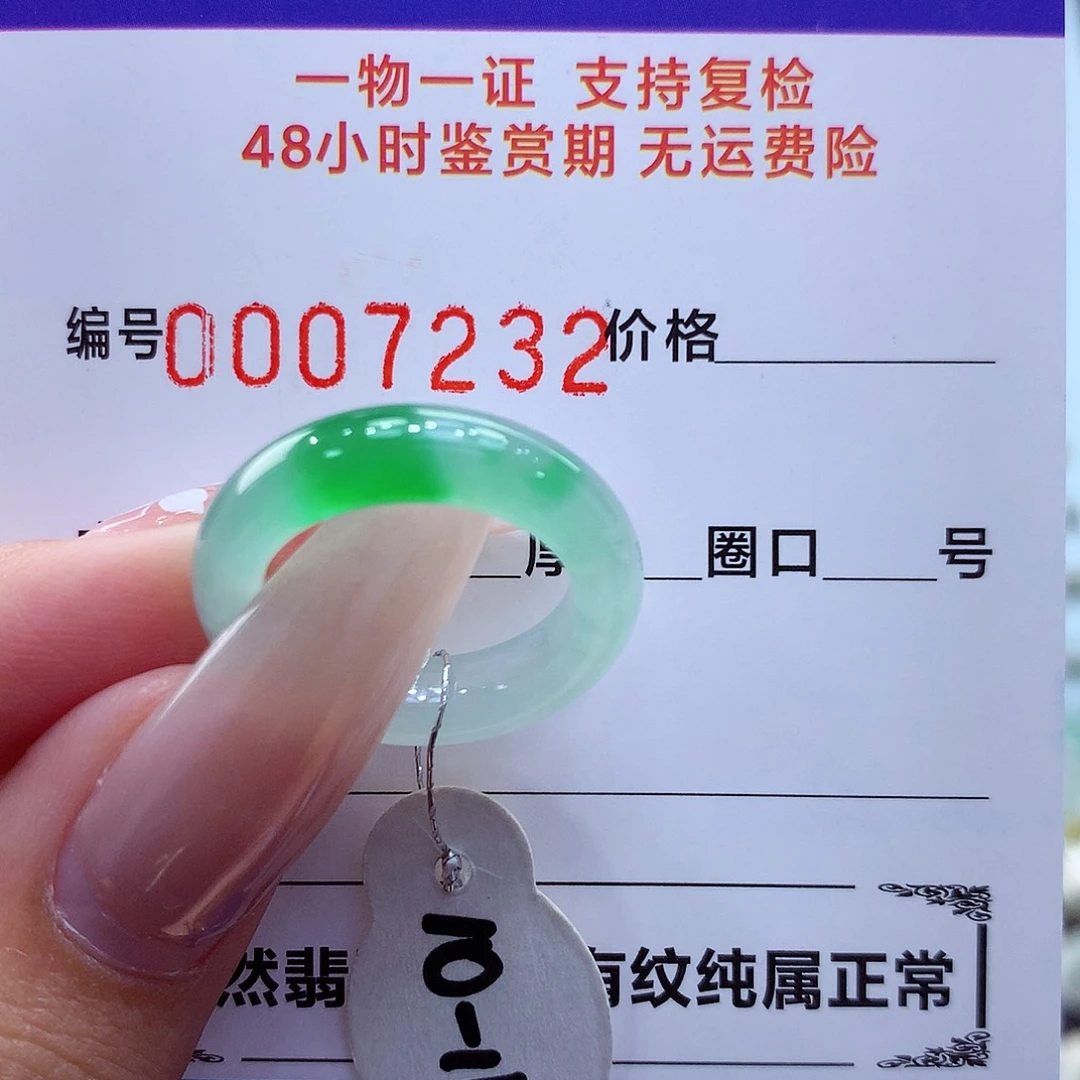 一物一证 支持复检
48小时鉴赏期 无运费险
编号0007232价格
厚 圈口 号
然翡 有纹纯属正常